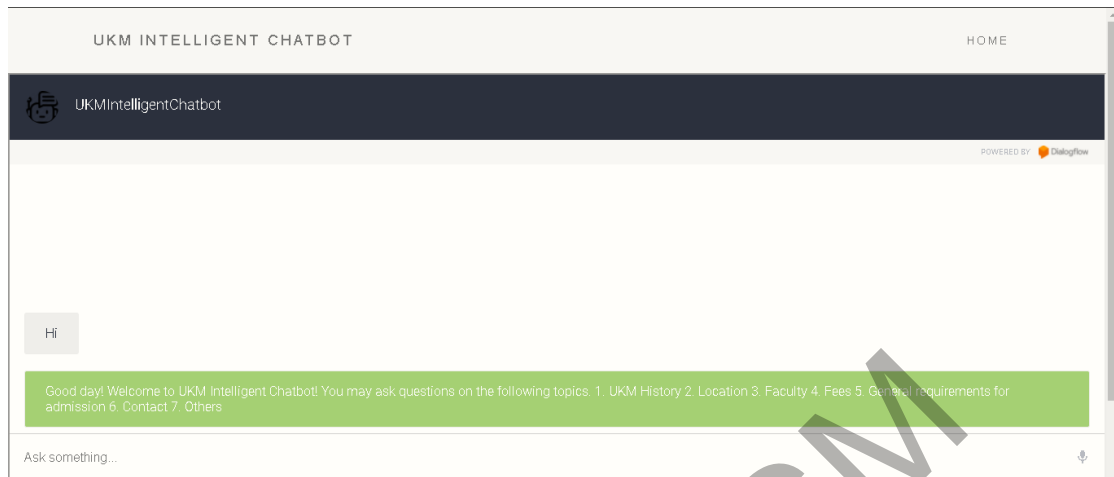 UKM INTELLIGENT CHATBOT
HOME
UKMIntelligentChatbot
POWERED BY Dialogflow
Hi
Good day! Welcome to UKM Intelligent Chatbot! You may ask questions on the following topics. 1. UKM History 2. Location 3. Faculty 4. Fees 5. General requirements for
admission 6. Contact 7. Others
Ask something...